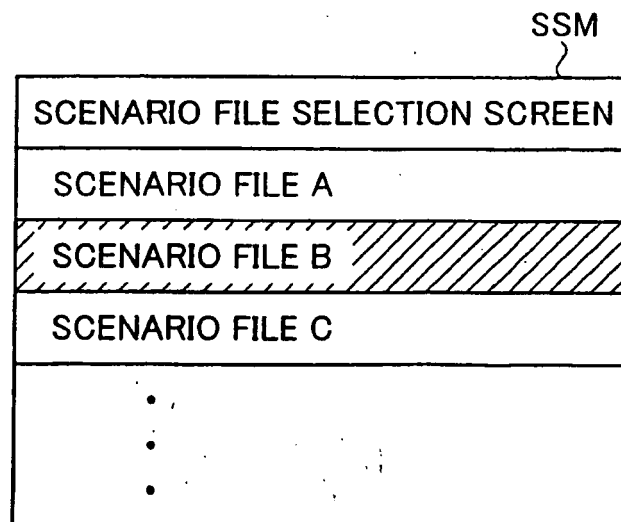 SSM
SCENARIO FILE SELECTION SCREEN
SCENARIO FILE A
SCENARIO FILE B
SCENARIO FILE C